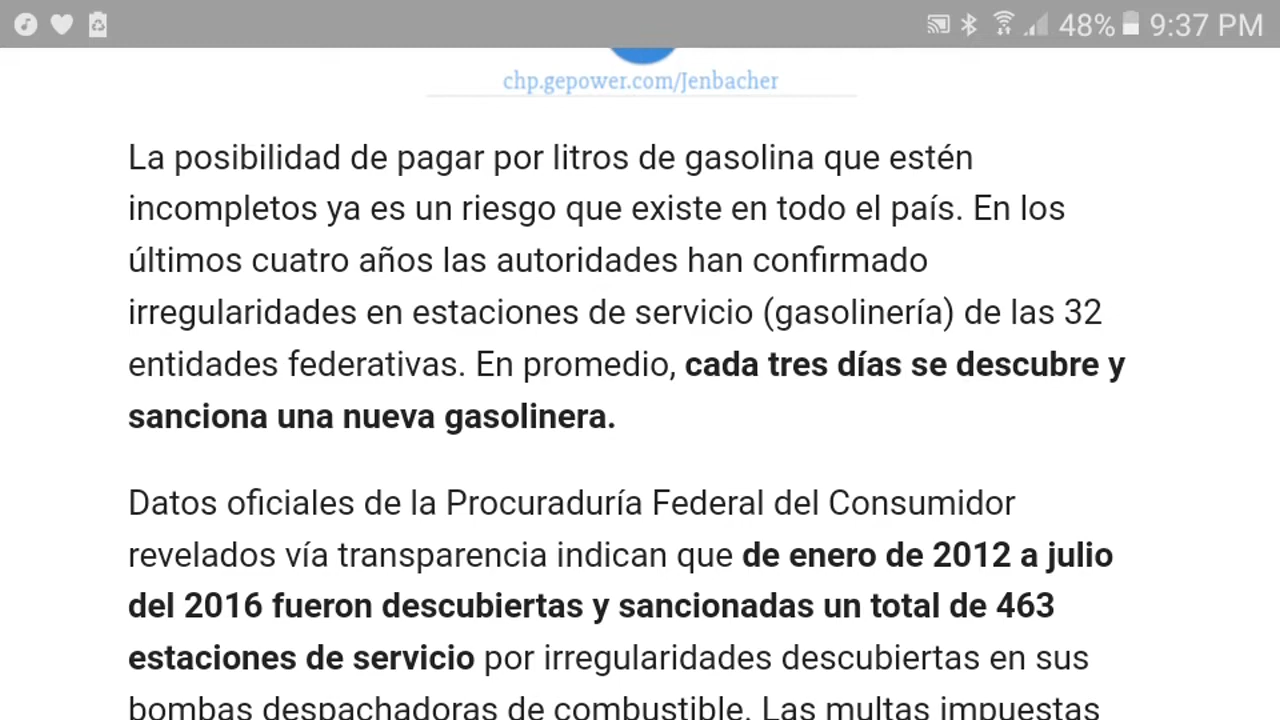 48% 9:37 PM
chp.gepower.com/Jenbacher
La posibilidad de pagar por litros de gasolina que estén
incompletos ya es un riesgo que existe en todo el país. En los
últimos cuatro años las autoridades han confirmado
irregularidades en estaciones de servicio (gasolinería) de las 32
entidades federativas. En promedio, cada tres días se descubre y
sanciona una nueva gasolinera.
Datos oficiales de la Procuraduría Federal del Consumidor
revelados vía transparencia indican que de enero de 2012 a julio
del 2016 fueron descubiertas y sancionadas un total de 463
estaciones de servicio por irregularidades descubiertas en sus
bombas despachadoras de combustible. Las multas impuestas